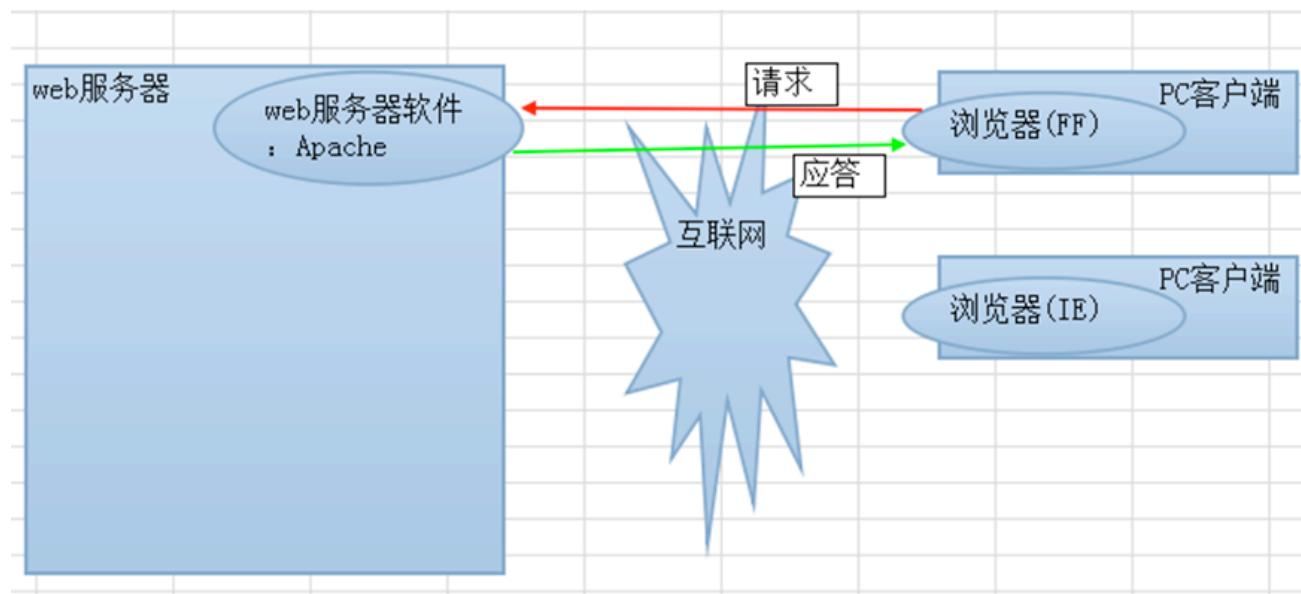 web服务器
web服务器软件
：Apache
请求
应答
互联网
PC客户端
浏览器(FF)
PC客户端
浏览器(IE)